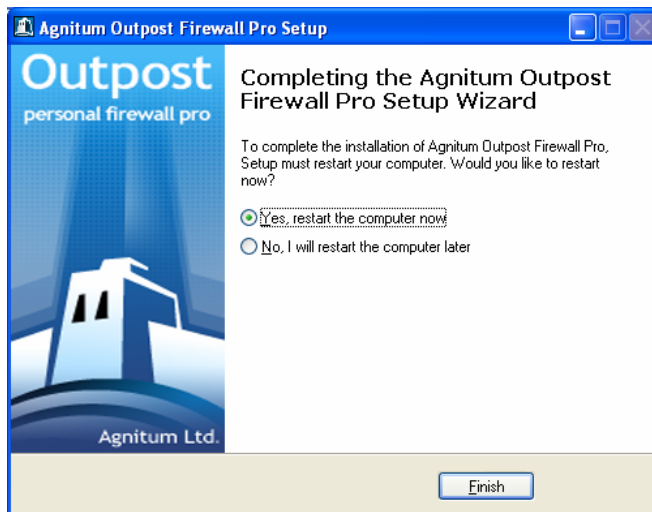 Agnitum Outpost Firewall Pro Setup
Outpost
personal firewall pro
Agnitum Ltd.
Completing the Agnitum Outpost
Firewall Pro Setup Wizard
To complete the installation of Agnitum Outpost Firewall Pro,
Setup must restart your computer. Would you like to restart
now?
Yes, restart the computer now
No, I will restart the computer later
Finish